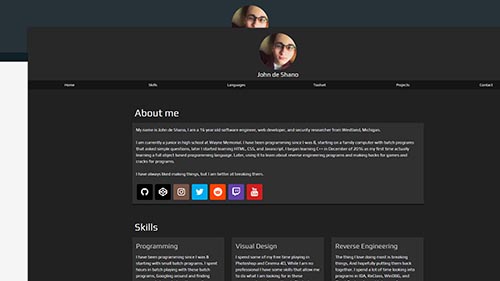 John de Shano
Home Skills Languages Toolset Projects Contact
About me
My name is John de Shano, I am a 16 year old software engineer, web developer, and security researcher from Westland, Michigan.
I am currently a junior in high school at Wayne Memorial. I have been programming since I was 8, starting on a family computer with batch programs
that asked simple questions, later I started learning HTML, CSS, and Javascript. I began learning C++ in December of 2016 as my first time actually
learning a full object based programming language. Later, using it to learn about reverse engineering programs and making hacks for games and
cracks for programs.
I have always liked making things, but I am better at breaking them.
Skills
Programming
I have been programming since I was 8
starting with small batch programs. I spent
hours in batch playing with these batch
programs, Googling around and finding
Visual Design
I spend some of my free time playing in
Photoshop and Cinema 4D. While I am no
professional I have some skills that allow me
to do what I am looking for in these
Reverse Engineering
The thing I love doing most is breaking
things. And hopefully putting them back
together. I spend a lot of time looking into
programs in IDA, ReClass, WinDBG, and